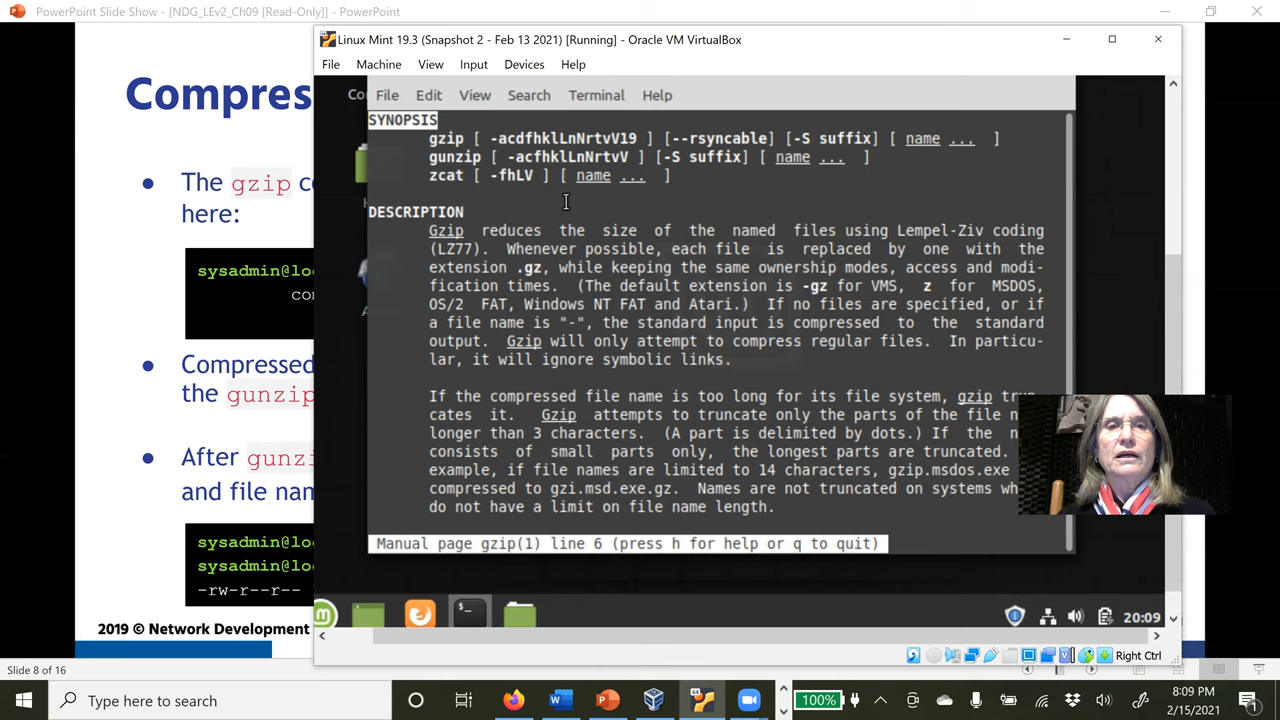 PowerPoint Slide Show - [NDG_LEv2_Ch09 [Read-Only]] - PowerPoint
Compres
• The gzip c
here:
sysadmin@lo
co
• Compressed
the gunzip
• After gunz
and file nam
sysadmin@lo
sysadmin@lo
-rw-r--r--
2019 © Network Development
Slide 8 of 16
Linux Mint 19.3 (Snapshot 2 - Feb 13 2021) [Running] - Oracle VM VirtualBox
File Machine View Input Devices Help
Co
File Edit View Search Terminal Help
SYNOPSIS
gzip [ -acdfhklLnNrtvV19 ] [--rsyncable] [-S suffix] [ name ... ]
gunzip [ -acfhklLnNrtvV ] [-S suffix] [ name ... ]
zcat [ -fhLV ] [ name ... ]
DESCRIPTION
Gzip reduces the size of the named files using Lempel-Ziv coding
(LZ77). Whenever possible, each file is replaced by one with the
extension .gz, while keeping the same ownership modes, access and modi-
fication times. (The default extension is -gz for VMS, z for MSDOS,
OS/2 FAT, Windows NT FAT and Atari.) If no files are specified, or if
a file name is "-", the standard input is compressed to the standard
output. Gzip will only attempt to compress regular files. In particu-
lar, it will ignore symbolic links.
If the compressed file name is too long for its file system, gzip trun-
cates it. Gzip attempts to truncate only the parts of the file n
longer than 3 characters. (A part is delimited by dots.) If the n
consists of small parts only, the longest parts are truncated.
example, if file names are limited to 14 characters, gzip.msdos.exe
compressed to gzi.msd.exe.gz. Names are not truncated on systems wh
do not have a limit on file name length.
Manual page gzip(1) line 6 (press h for help or q to quit)
20:09
Right Ctrl
Type here to search
100%
8:09 PM
2/15/2021